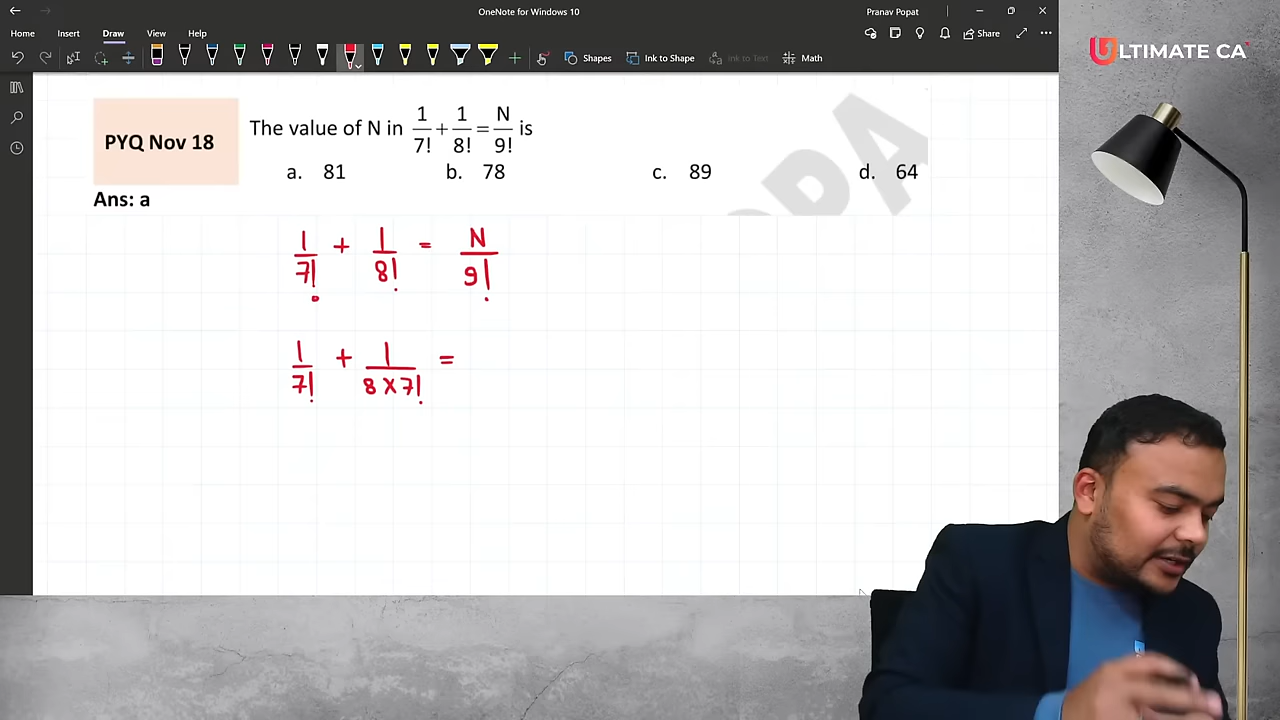 OneNote for Windows 10
Pranav Popat
Home Insert Draw View Help
Share
Shapes Ink to Shape Ink to Text Math
ULTIMATE CA
PYQ Nov 18
The value of N in 1/7! + 1/8! = N/9! is
a. 81 b. 78 c. 89 d. 64
Ans: a
OPA
1/7! + 1/8! = N/9!
1/7! + 1/(8 × 7!) =